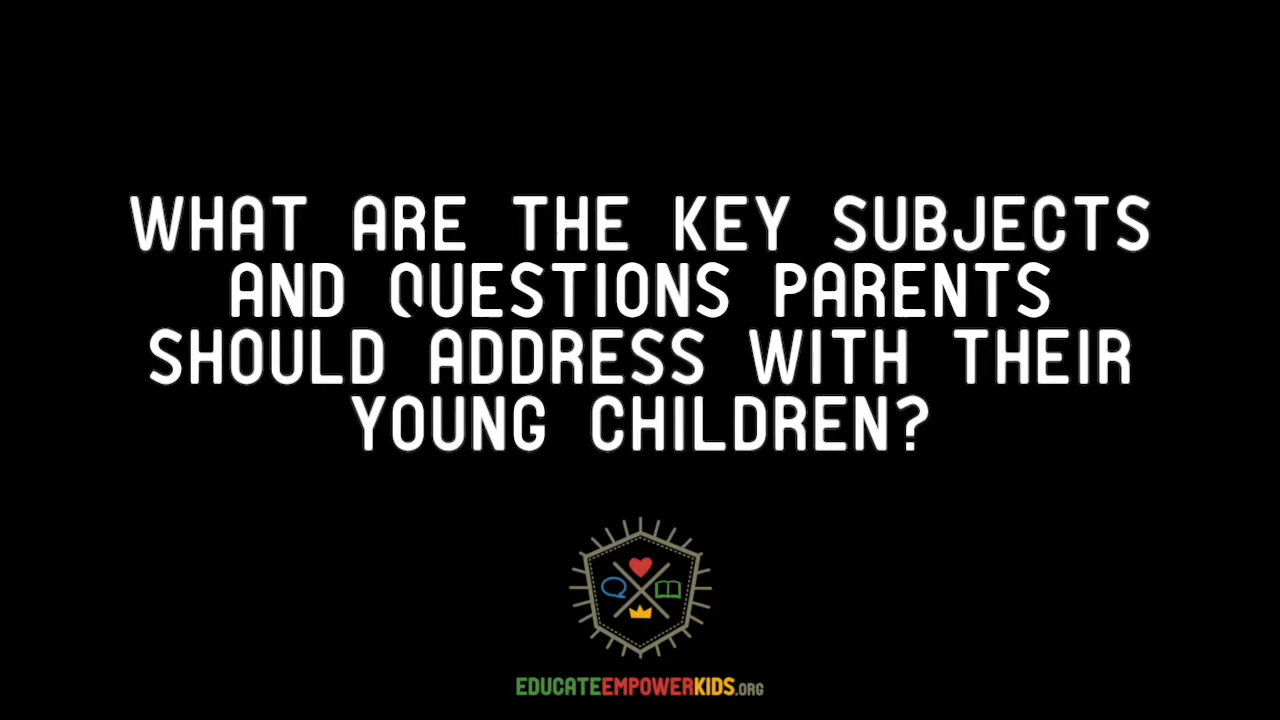 WHAT ARE THE KEY SUBJECTS
AND QUESTIONS PARENTS
SHOULD ADDRESS WITH THEIR
YOUNG CHILDREN?
EDUCATEEMPOWERKIDS.ORG